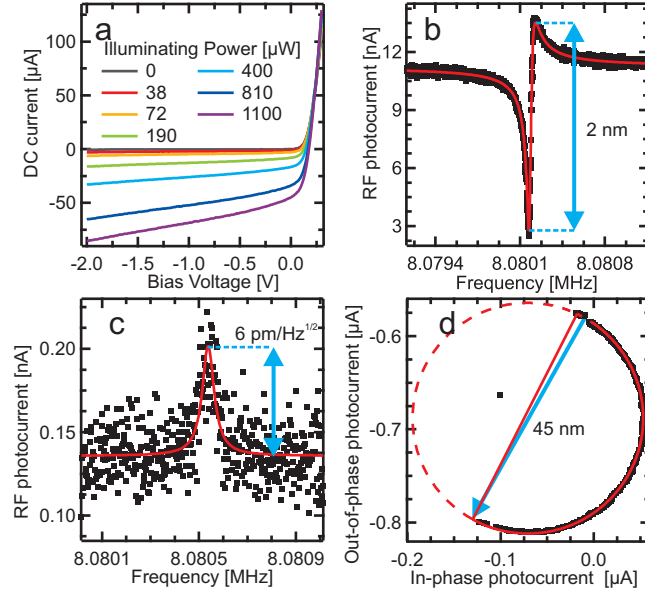 a
Illuminating Power [µW]
0
38
72
190
400
810
1100
DC current [µA]
100
50
0
-50
-2.0
-1.5
-1.0
-0.5
0.0
Bias Voltage [V]
b
RF photocurrent [nA]
12
9
6
3
2 nm
8.0794
8.0801
8.0808
Frequency [MHz]
c
6 pm/Hz1/2
RF photocurrent [nA]
0.20
0.15
0.10
8.0801
8.0805
8.0809
Frequency [MHz]
d
Out-of-phase photocurrent [µA]
-0.6
-0.7
-0.8
45 nm
-0.2
-0.1
0.0
In-phase photocurrent [µA]